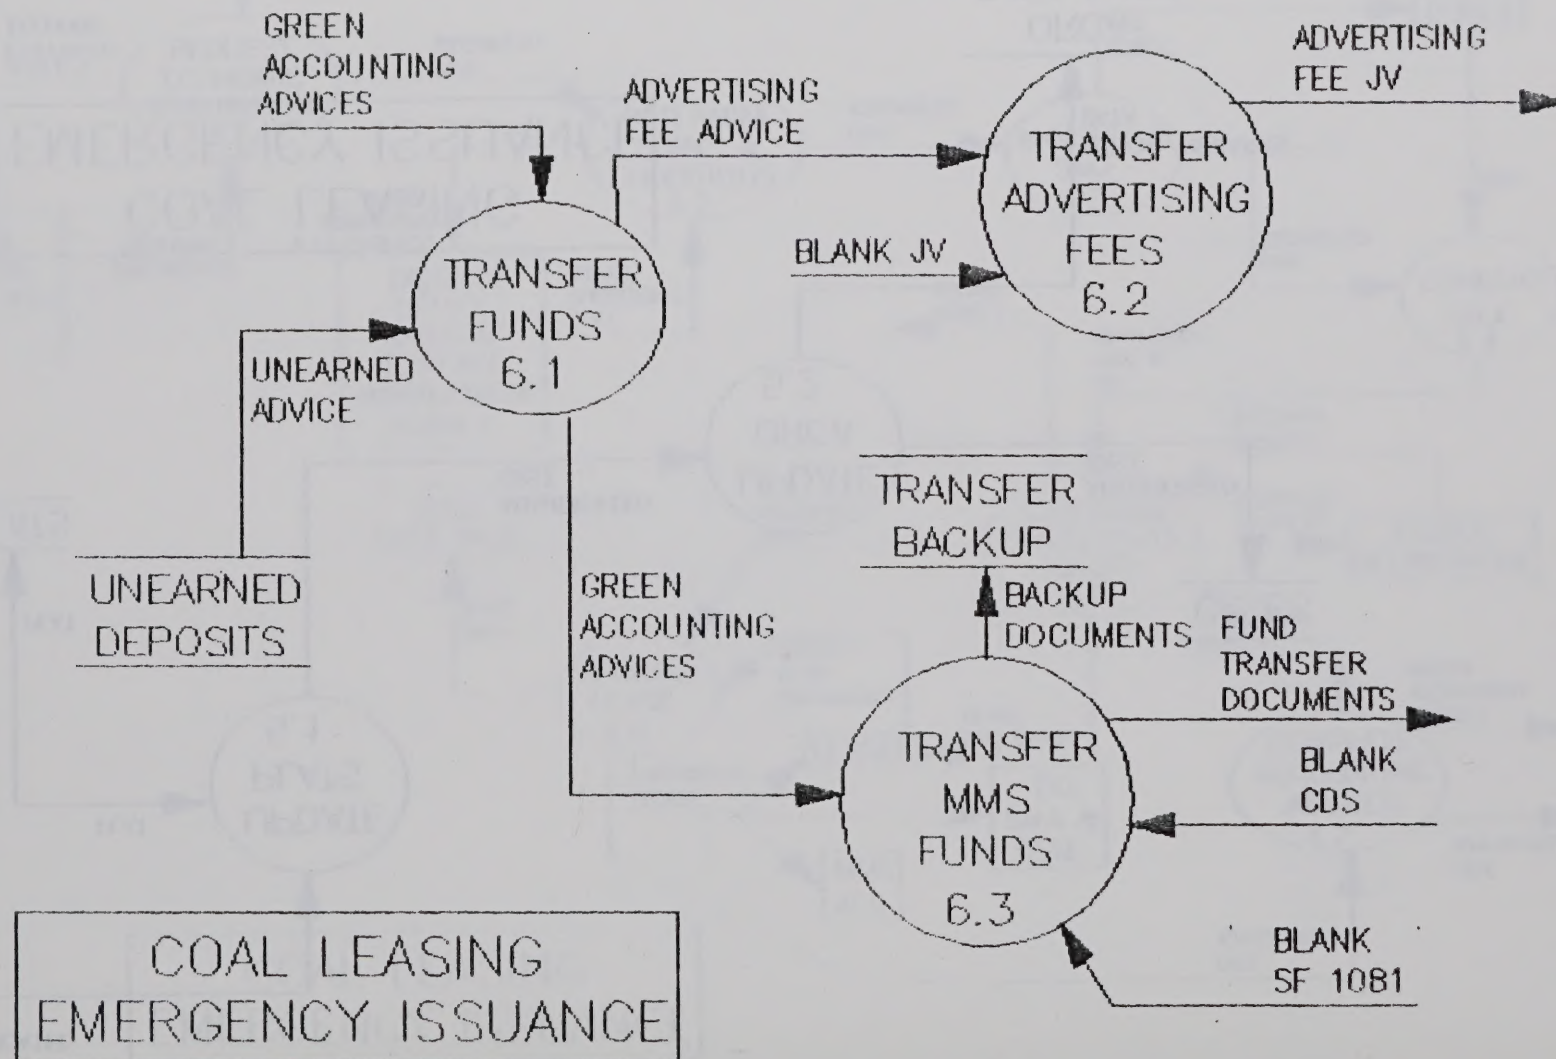 GREEN
ACCOUNTING
ADVICES
ADVERTISING
FEE ADVICE
ADVERTISING
FEE JV
TRANSFER
ADVERTISING
FEES
6.2
BLANK JV
TRANSFER
FUNDS
6.1
UNEARNED
ADVICE
UNEARNED
DEPOSITS
GREEN
ACCOUNTING
ADVICES
TRANSFER
BACKUP
BACKUP
DOCUMENTS
FUND
TRANSFER
DOCUMENTS
TRANSFER
MMS
FUNDS
6.3
BLANK
CDS
BLANK
SF 1081
COAL LEASING
EMERGENCY ISSUANCE